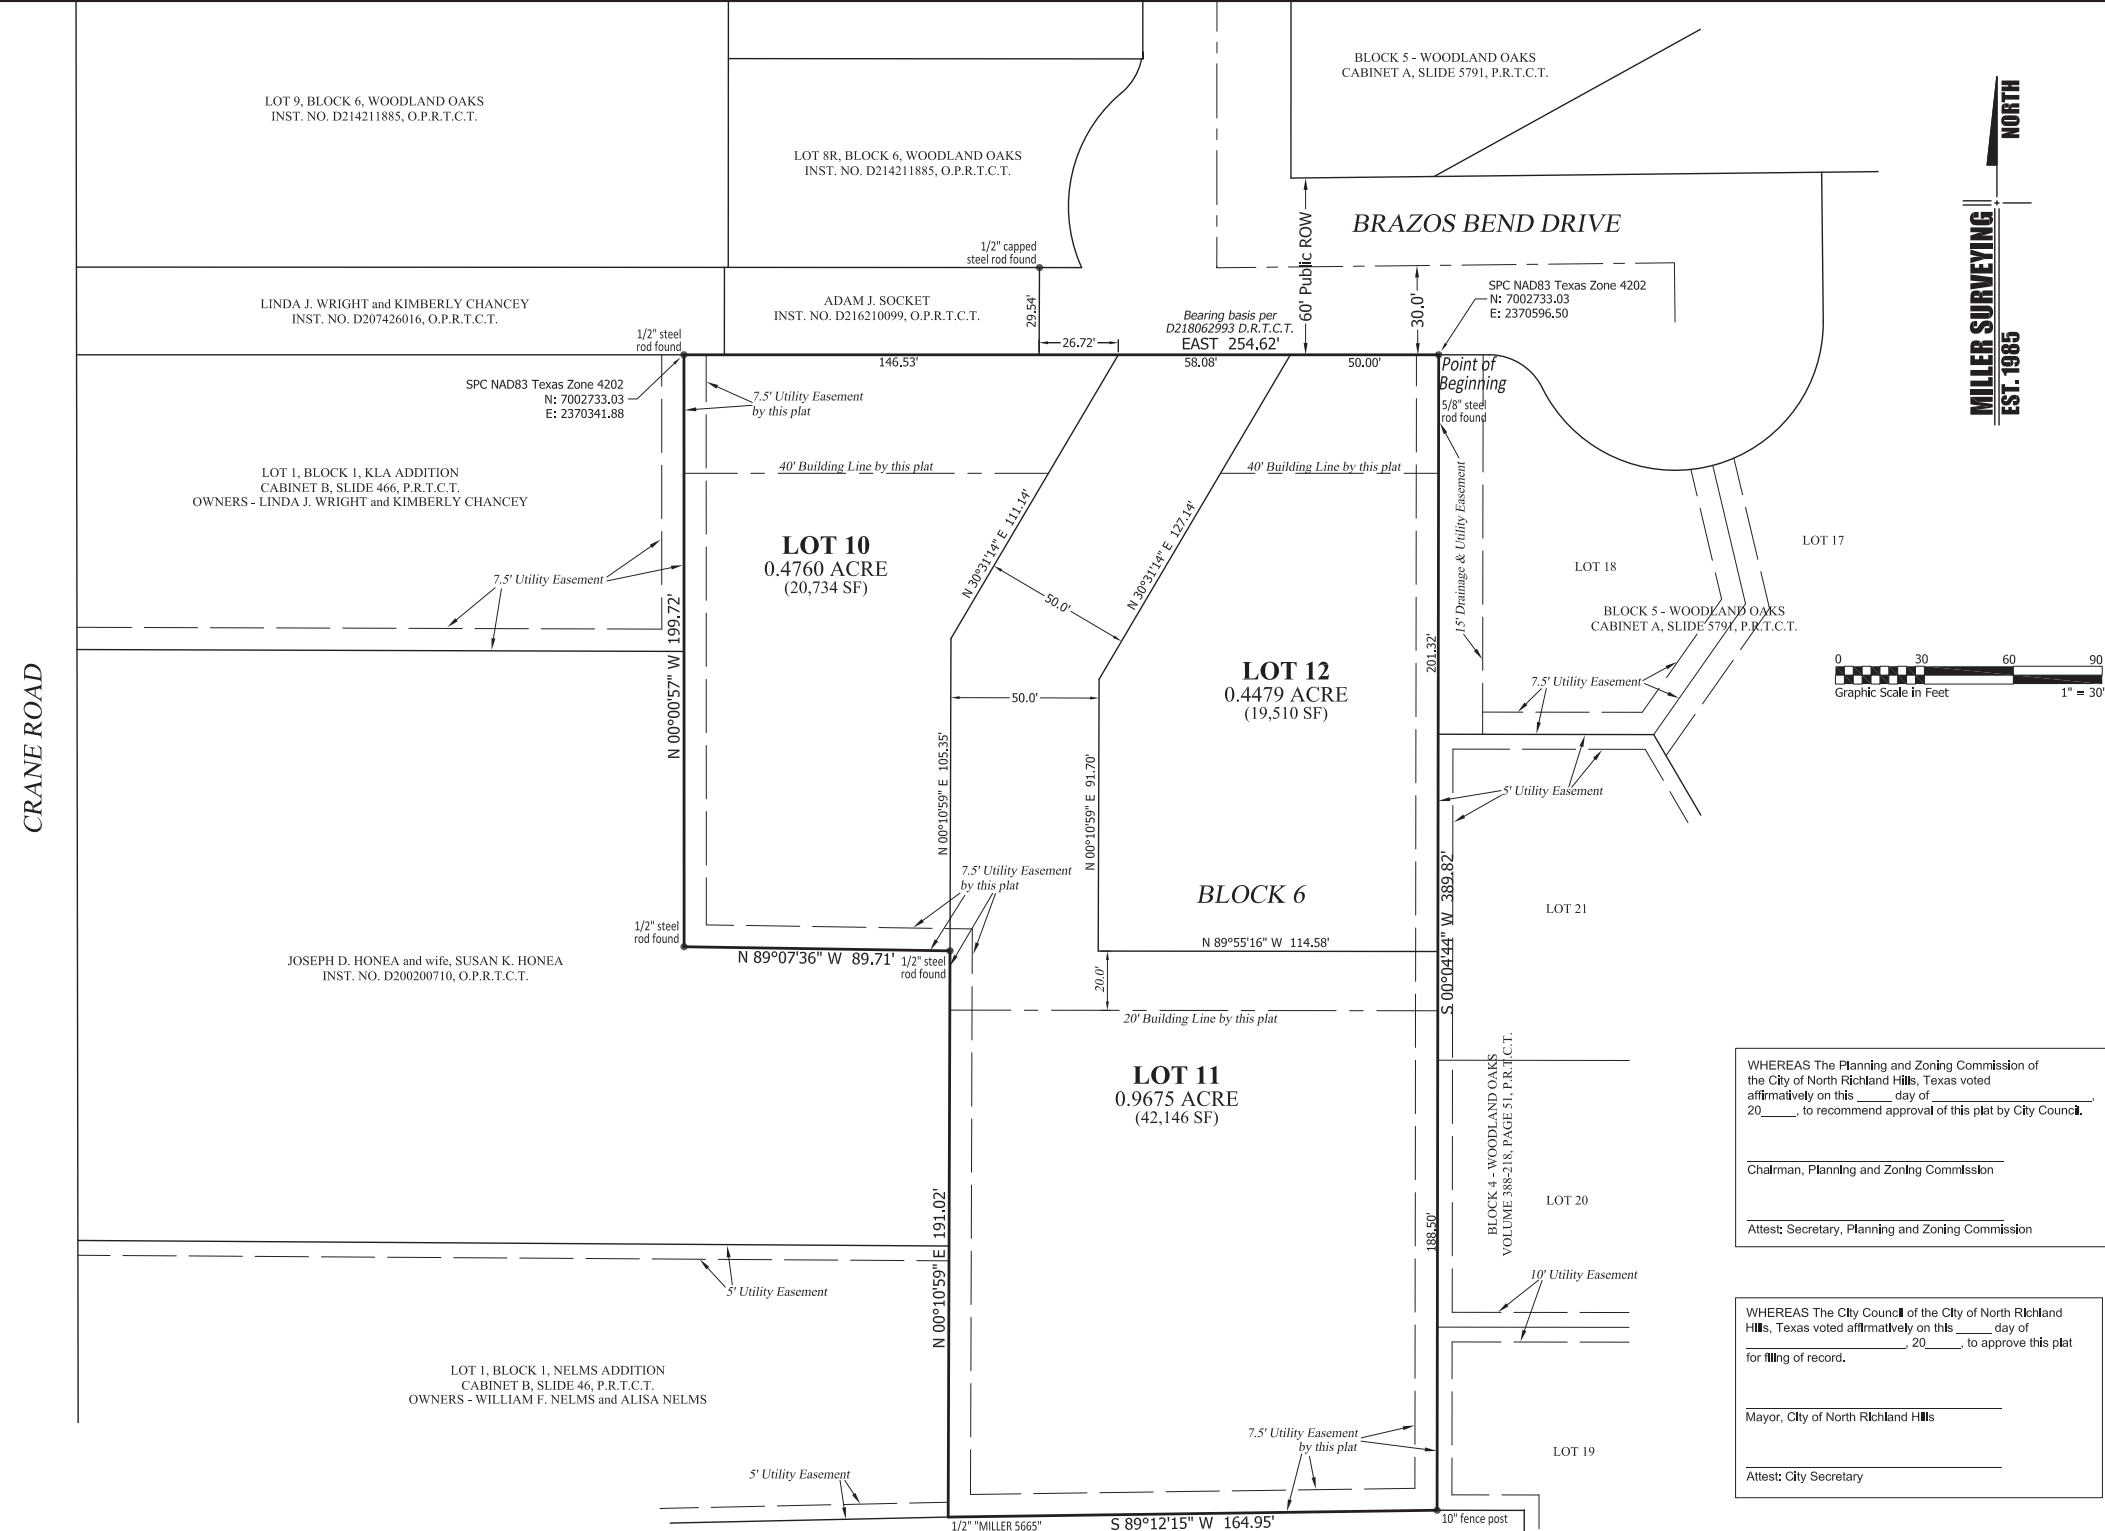 LOT 9, BLOCK 6, WOODLAND OAKS
INST. NO. D214211885, O.P.R.T.C.T.
LOT 8R, BLOCK 6, WOODLAND OAKS
INST. NO. D214211885, O.P.R.T.C.T.
BLOCK 5 - WOODLAND OAKS
CABINET A, SLIDE 5791, P.R.T.C.T.
NORTH
MILLER SURVEYING
EST. 1985
BRAZOS BEND DRIVE
60' Public ROW
30.0'
1/2" capped
steel rod found
LINDA J. WRIGHT and KIMBERLY CHANCEY
INST. NO. D207426016, O.P.R.T.C.T.
ADAM J. SOCKET
INST. NO. D216210099, O.P.R.T.C.T.
29.54'
26.72'
Bearing basis per
D218062993 D.R.T.C.T.
EAST 254.62'
146.53'
58.08'
50.00'
SPC NAD83 Texas Zone 4202
N: 7002733.03
E: 2370596.50
Point of
Beginning
5/8" steel
rod found
1/2" steel
rod found
SPC NAD83 Texas Zone 4202
N: 7002733.03
E: 2370341.88
7.5' Utility Easement
by this plat
40' Building Line by this plat
40' Building Line by this plat
LOT 1, BLOCK 1, KLA ADDITION
CABINET B, SLIDE 466, P.R.T.C.T.
OWNERS - LINDA J. WRIGHT and KIMBERLY CHANCEY
7.5' Utility Easement
N 00°00'57" W 199.72'
LOT 10
0.4760 ACRE
(20,734 SF)
N 30°31'14" E 111.14'
50.0'
N 30°31'14" E 127.14'
15' Drainage & Utility Easement
LOT 18
LOT 17
BLOCK 5 - WOODLAND OAKS
CABINET A, SLIDE 5791, P.R.T.C.T.
7.5' Utility Easement
5' Utility Easement
0 30 60 90
Graphic Scale in Feet 1" = 30'
CRANE ROAD
50.0'
LOT 12
0.4479 ACRE
(19,510 SF)
201.32'
N 00°10'59" E 105.35'
N 00°10'59" E 91.70'
7.5' Utility Easement
by this plat
BLOCK 6
N 89°55'16" W 114.58'
S 00°04'44" W 389.82'
LOT 21
1/2" steel
rod found
N 89°07'36" W 89.71'
1/2" steel
rod found
20.0'
20' Building Line by this plat
JOSEPH D. HONEA and wife, SUSAN K. HONEA
INST. NO. D200200710, O.P.R.T.C.T.
LOT 11
0.9675 ACRE
(42,146 SF)
BLOCK 4 - WOODLAND OAKS
VOLUME 388-218, PAGE 51, P.R.T.C.T.
LOT 20
188.50'
N 00°10'59" E 191.02'
5' Utility Easement
10' Utility Easement
LOT 1, BLOCK 1, NELMS ADDITION
CABINET B, SLIDE 46, P.R.T.C.T.
OWNERS - WILLIAM F. NELMS and ALISA NELMS
7.5' Utility Easement
by this plat
LOT 19
5' Utility Easement
1/2" "MILLER 5665"
S 89°12'15" W 164.95'
10" fence post
WHEREAS The Planning and Zoning Commission of
the City of North Richland Hills, Texas voted
affirmatively on this _____ day of _______________________,
20_____, to recommend approval of this plat by City Council.
Chairman, Planning and Zoning Commission
Attest: Secretary, Planning and Zoning Commission
WHEREAS The City Council of the City of North Richland
Hills, Texas voted affirmatively on this _____ day of
_______________________, 20_____, to approve this plat
for filing of record.
Mayor, City of North Richland Hills
Attest: City Secretary